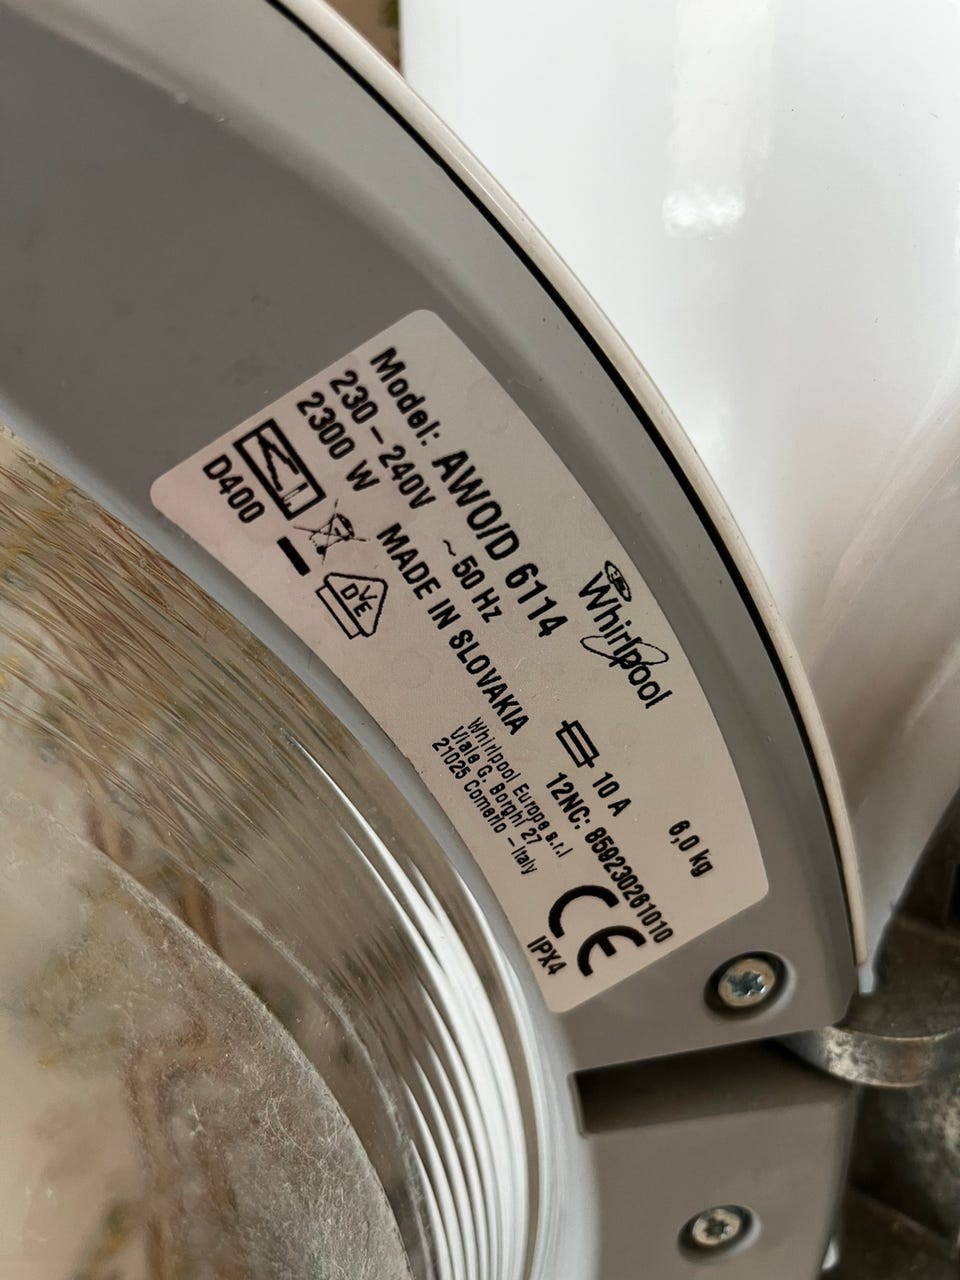 Whirlpool
Model: AWO/D 6114
230-240V ~50 Hz
10 A
6,0 kg
2300 W
MADE IN SLOVAKIA
12NC: 859230261010
D400
DVE
Whirlpool Europe s.r.l
Viale G. Borghi 27
21025 Comerio - Italy
CE
IPX4